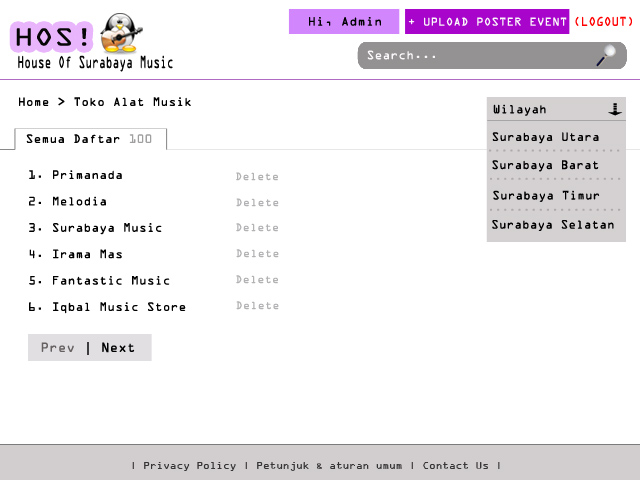 HOS!
House Of Surabaya Music
Hi, Admin
+ UPLOAD POSTER EVENT
(LOGOUT)
Search...
Home > Toko Alat Musik
Semua Daftar 100
1. Primanada Delete
2. Melodia Delete
3. Surabaya Music Delete
4. Irama Mas Delete
5. Fantastic Music Delete
6. Iqbal Music Store Delete
Prev | Next
Wilayah
Surabaya Utara
Surabaya Barat
Surabaya Timur
Surabaya Selatan
| Privacy Policy | Petunjuk & aturan umum | Contact Us |